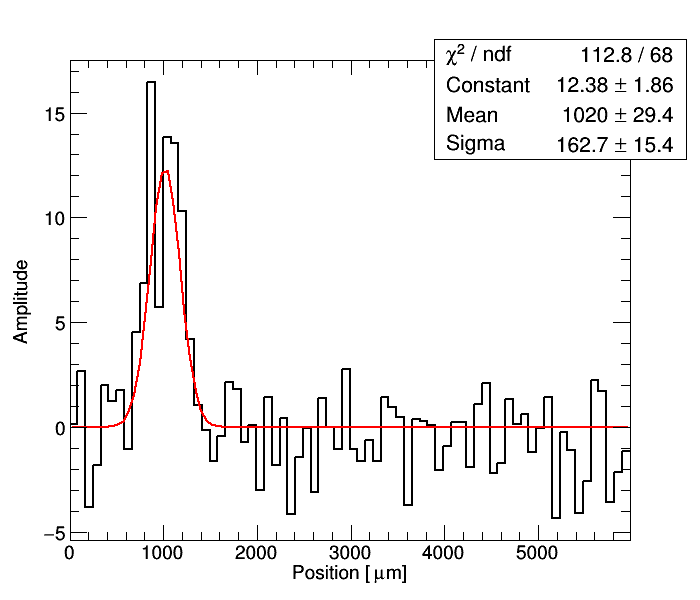 χ² / ndf 112.8 / 68
Constant 12.38 ± 1.86
Mean 1020 ± 29.4
Sigma 162.7 ± 15.4
15
10
5
0
−5
Amplitude
0 1000 2000 3000 4000 5000
Position [ μm]